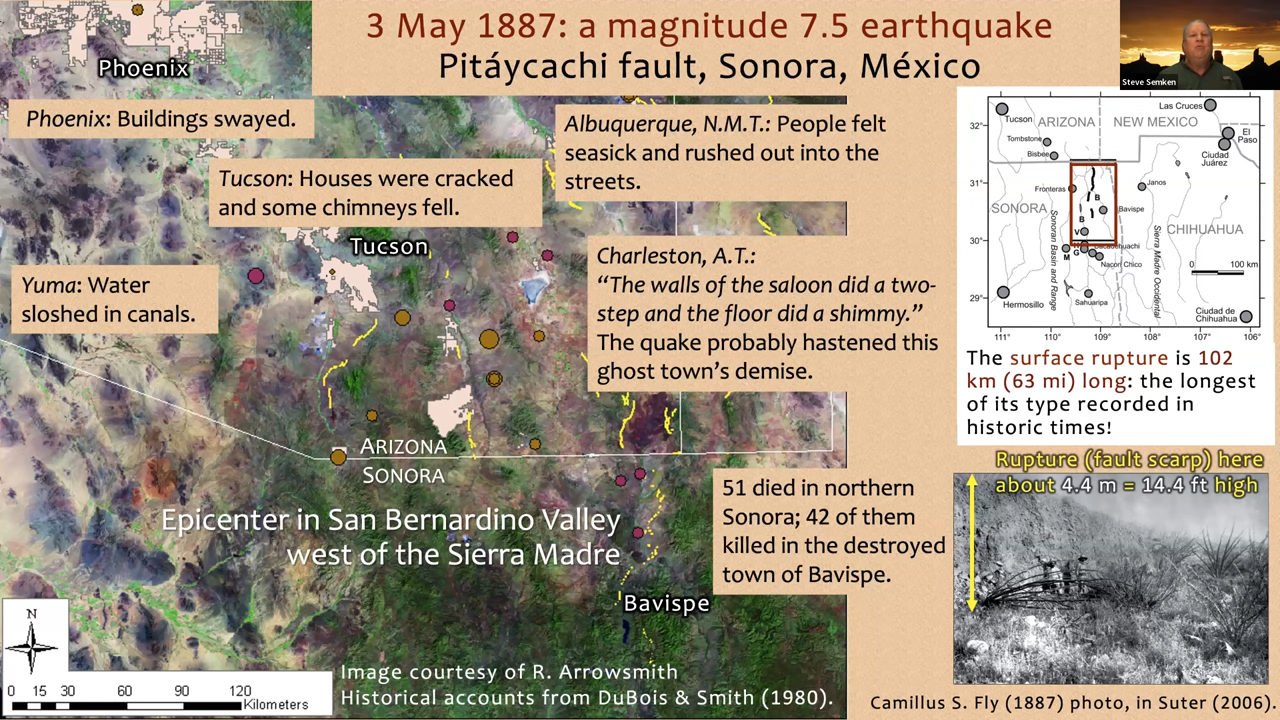 3 May 1887: a magnitude 7.5 earthquake
Pitáycachi fault, Sonora, México
Steve Semken
Phoenix
Phoenix: Buildings swayed.
Tucson: Houses were cracked
and some chimneys fell.
Tucson
Yuma: Water
sloshed in canals.
Albuquerque, N.M.T.: People felt
seasick and rushed out into the
streets.
Charleston, A.T.:
“The walls of the saloon did a two-
step and the floor did a shimmy.”
The quake probably hastened this
ghost town’s demise.
ARIZONA
SONORA
Epicenter in San Bernardino Valley
west of the Sierra Madre
51 died in northern
Sonora; 42 of them
killed in the destroyed
town of Bavispe.
Bavispe
N
0 15 30 60 90 120
Kilometers
Image courtesy of R. Arrowsmith
Historical accounts from DuBois & Smith (1980).
Las Cruces
32°
Tucson
ARIZONA
NEW MEXICO
Tombstone
El
Paso
Bisbee
Ciudad
Juárez
31°
Fronteras
Janos
B
SONORA
Bavispe
B
CHIHUAHUA
V
30°
M
G
Nacori Chico
Sonoran Basin and Range
Sierra Madre Occidental
0 100 km
29°
Hermosillo
Sahuaripa
Ciudad de
Chihuahua
111° 110° 109° 108° 107° 106°
The surface rupture is 102
km (63 mi) long: the longest
of its type recorded in
historic times!
Rupture (fault scarp) here
about 4.4 m = 14.4 ft high
Camillus S. Fly (1887) photo, in Suter (2006).